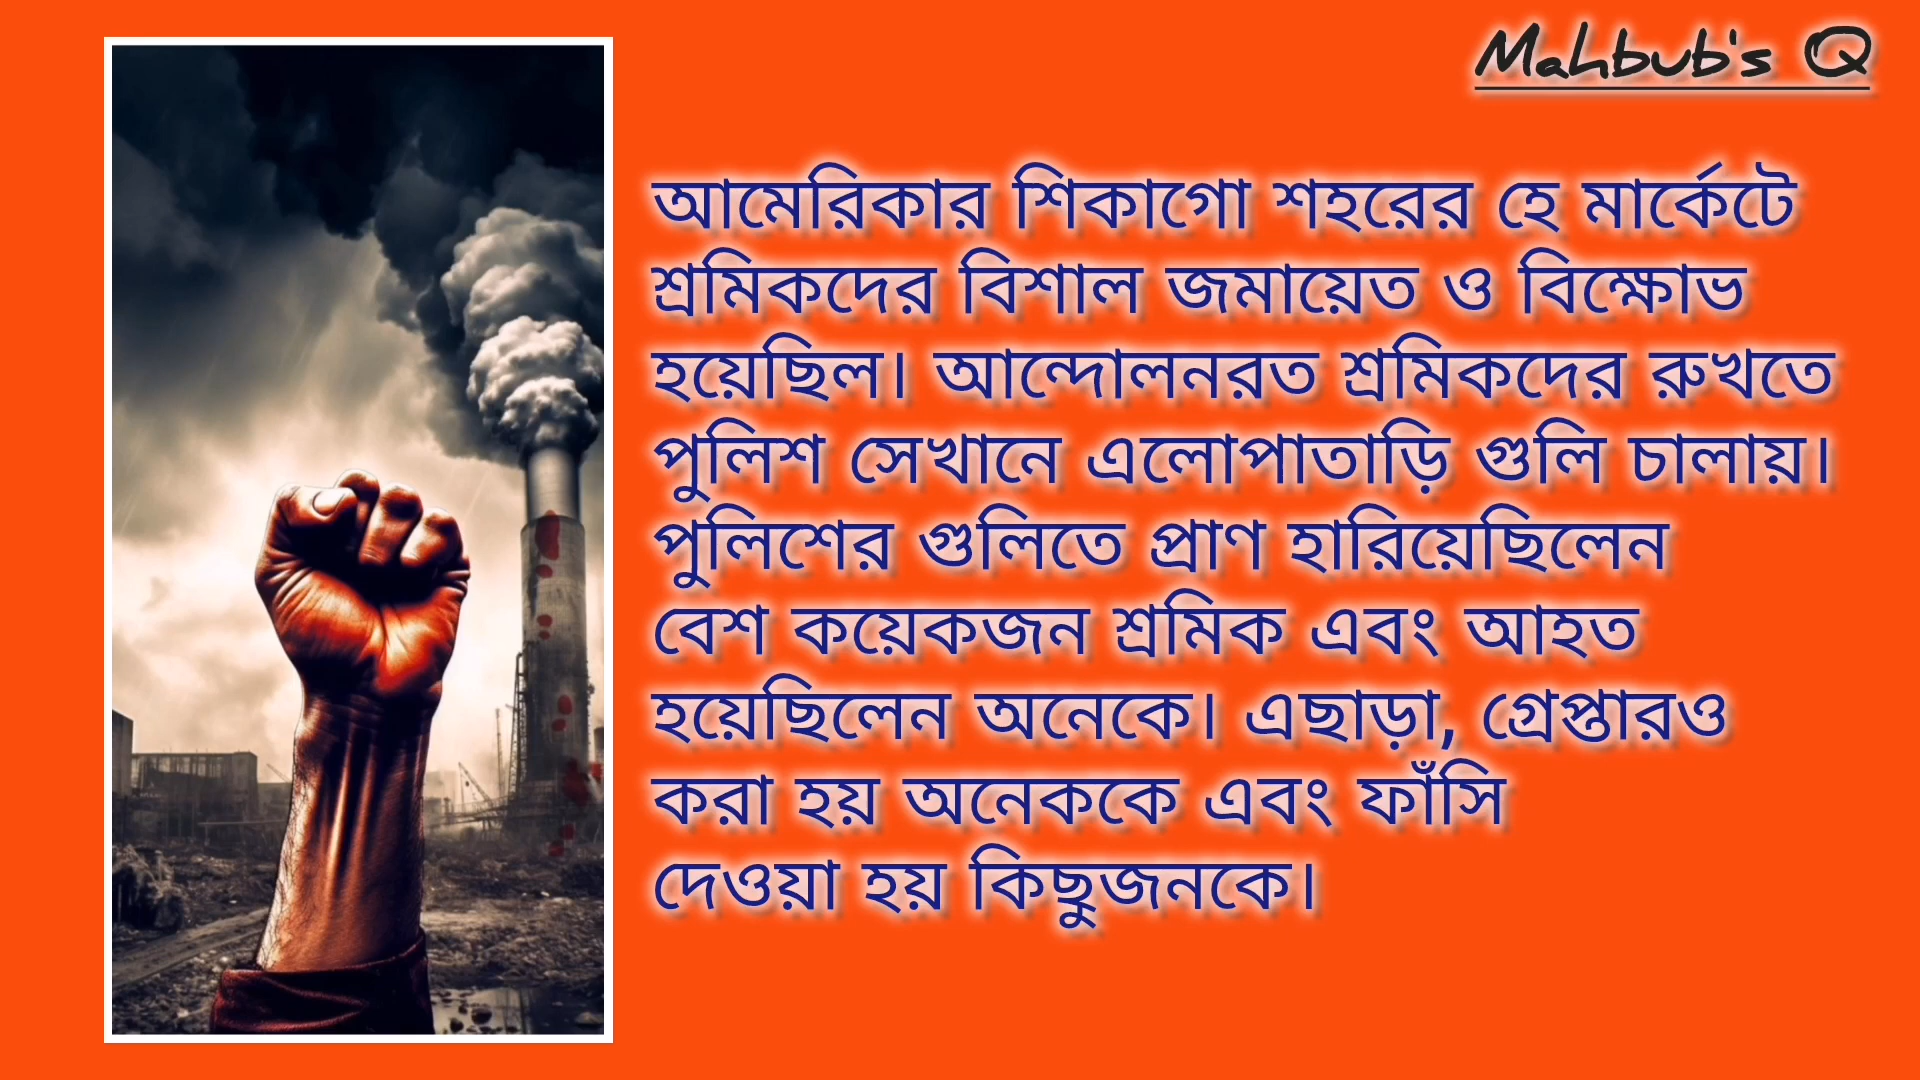 Mahbub's Q
আমেরিকার শিকাগো শহরের হে মার্কেটে
শ্রমিকদের বিশাল জমায়েত ও বিক্ষোভ
হয়েছিল। আন্দোলনরত শ্রমিকদের রুখতে
পুলিশ সেখানে এলোপাতাড়ি গুলি চালায়।
পুলিশের গুলিতে প্রাণ হারিয়েছিলেন
বেশ কয়েকজন শ্রমিক এবং আহত
হয়েছিলেন অনেকে। এছাড়া, গ্রেপ্তারও
করা হয় অনেককে এবং ফাঁসি
দেওয়া হয় কিছুজনকে।